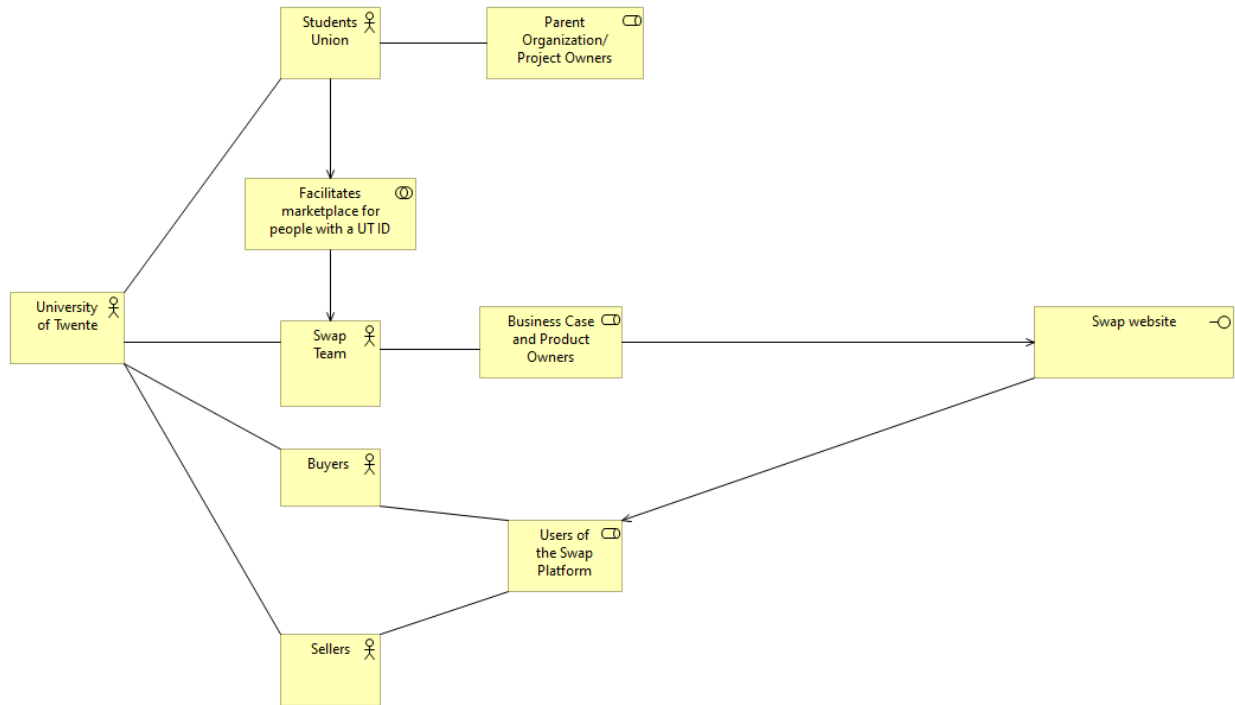 Students
Union
Parent
Organization/
Project Owners
Facilitates
marketplace for
people with a UT ID
University
of Twente
Swap
Team
Business Case
and Product
Owners
Swap website
Buyers
Users of
the Swap
Platform
Sellers